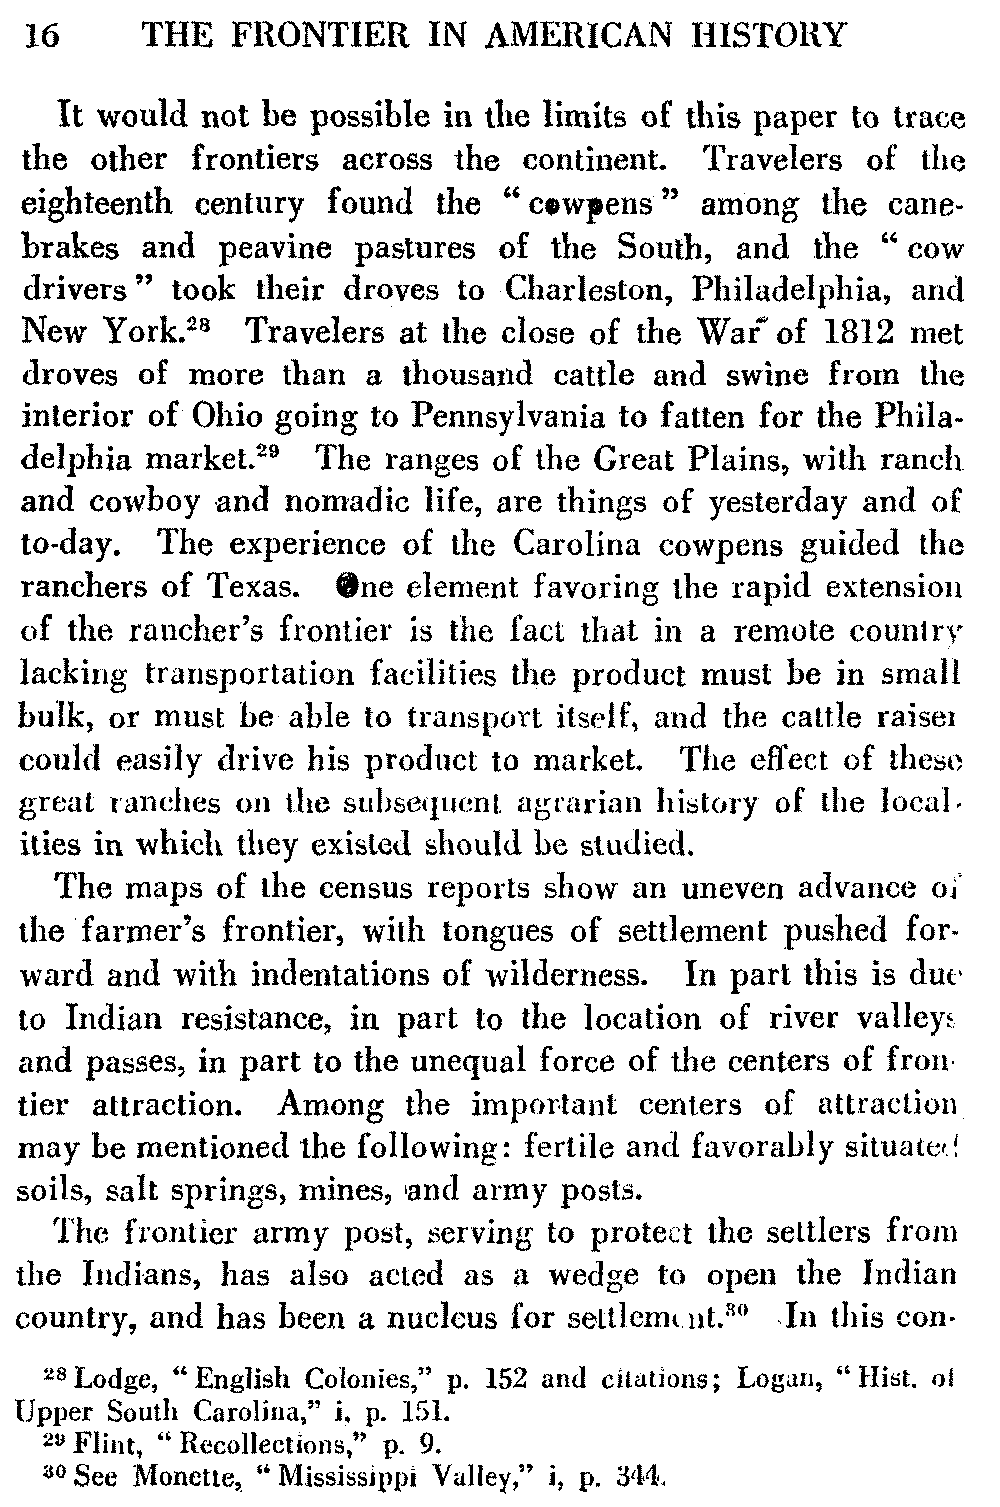 16 THE FRONTIER IN AMERICAN HISTORY
It would not be possible in the limits of this paper to trace
the other frontiers across the continent. Travelers of the
eighteenth century found the “ cowpens ” among the cane-
brakes and peavine pastures of the South, and the “ cow
drivers ” took their droves to Charleston, Philadelphia, and
New York.²⁸ Travelers at the close of the War of 1812 met
droves of more than a thousand cattle and swine from the
interior of Ohio going to Pennsylvania to fatten for the Phila-
delphia market.²⁹ The ranges of the Great Plains, with ranch
and cowboy and nomadic life, are things of yesterday and of
to-day. The experience of the Carolina cowpens guided the
ranchers of Texas. One element favoring the rapid extension
of the rancher’s frontier is the fact that in a remote country
lacking transportation facilities the product must be in small
bulk, or must be able to transport itself, and the cattle raiser
could easily drive his product to market. The effect of these
great ranches on the subsequent agrarian history of the local-
ities in which they existed should be studied.
The maps of the census reports show an uneven advance of
the farmer’s frontier, with tongues of settlement pushed for-
ward and with indentations of wilderness. In part this is due
to Indian resistance, in part to the location of river valleys
and passes, in part to the unequal force of the centers of fron-
tier attraction. Among the important centers of attraction
may be mentioned the following: fertile and favorably situated
soils, salt springs, mines, and army posts.
The frontier army post, serving to protect the settlers from
the Indians, has also acted as a wedge to open the Indian
country, and has been a nucleus for settlement.³⁰ In this con-
²⁸ Lodge, “ English Colonies,” p. 152 and citations; Logan, “ Hist. of
Upper South Carolina,” i, p. 151.
²⁹ Flint, “ Recollections,” p. 9.
³⁰ See Monette, “ Mississippi Valley,” i, p. 344.